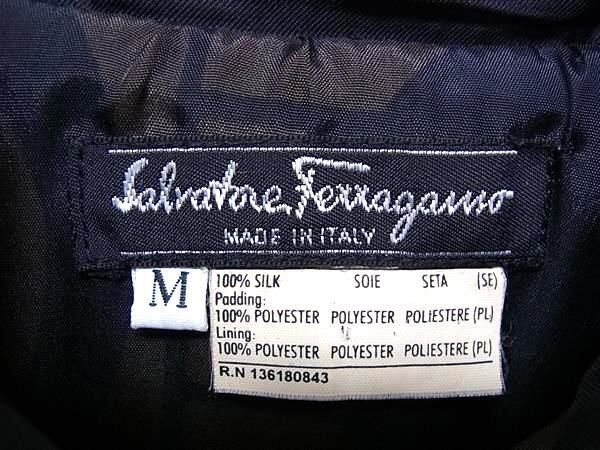 Salvatore Ferragamo
MADE IN ITALY
M
100% SILK SOIE SETA (SE)
Padding:
100% POLYESTER POLYESTER POLIESTERE (PL)
Lining:
100% POLYESTER POLYESTER POLIESTERE (PL)
R.N 136180843